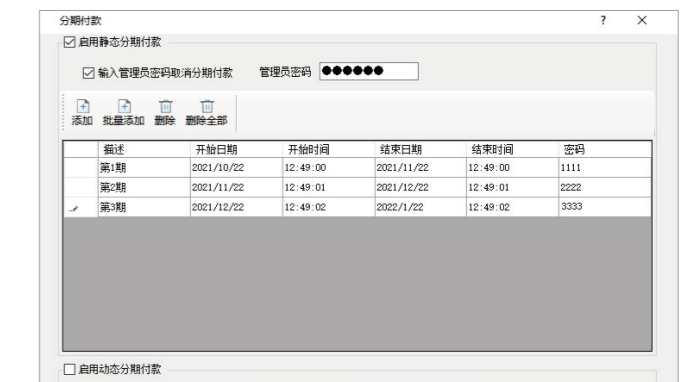 分期付款 ? ×
启用静态分期付款
输入管理员密码取消分期付款 管理员密码 ●●●●●●
添加 批量添加 删除 删除全部
描述 开始日期 开始时间 结束日期 结束时间 密码
第1期 2021/10/22 12:49:00 2021/11/22 12:49:00 1111
第2期 2021/11/22 12:49:01 2021/12/22 12:49:01 2222
第3期 2021/12/22 12:49:02 2022/1/22 12:49:02 3333
启用动态分期付款